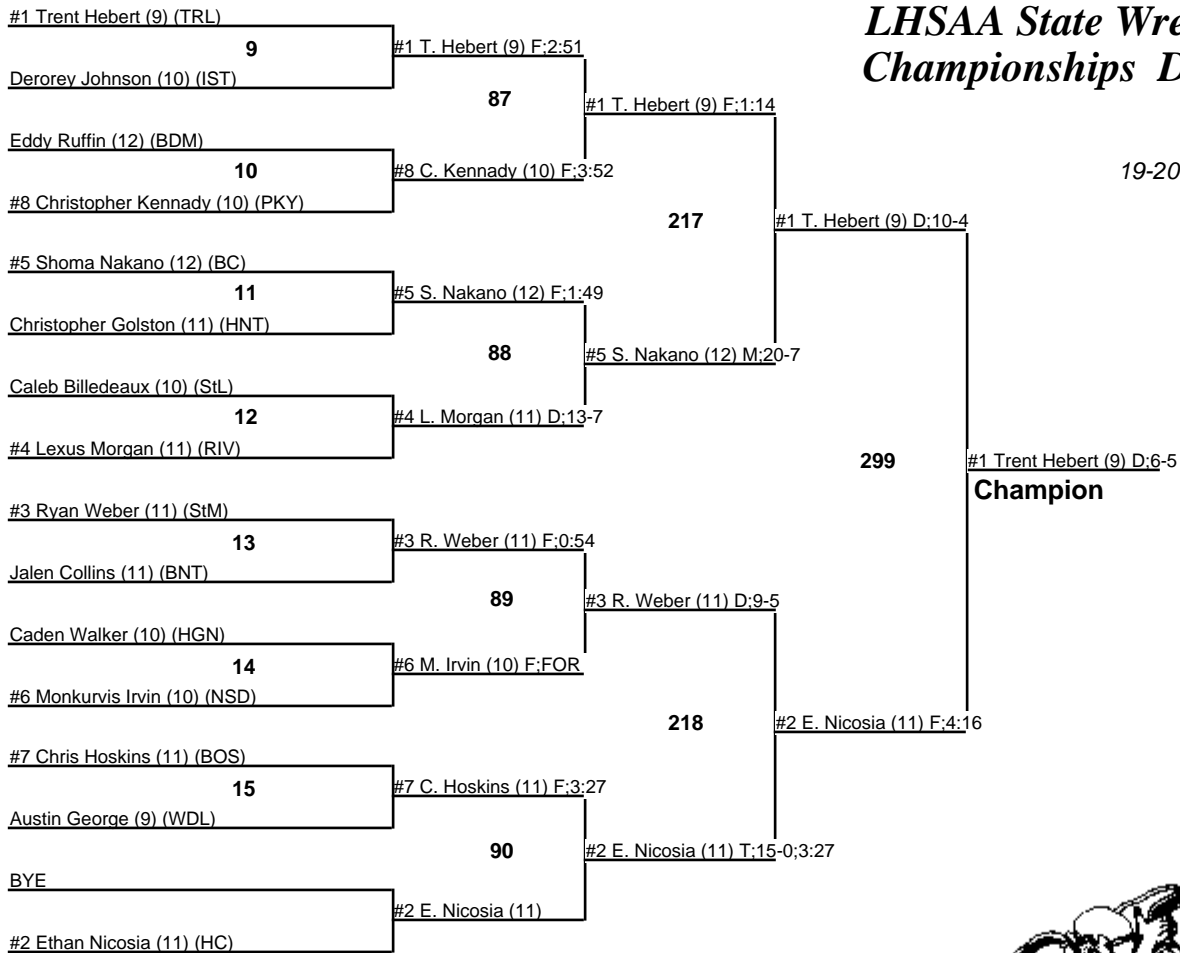 #1 Trent Hebert (9) (TRL)
9
Derorey Johnson (10) (IST)
#1 T. Hebert (9) F;2:51
87
Eddy Ruffin (12) (BDM)
10
#8 Christopher Kennady (10) (PKY)
#8 C. Kennady (10) F;3:52
#1 T. Hebert (9) F;1:14
217
#5 Shoma Nakano (12) (BC)
11
Christopher Golston (11) (HNT)
#5 S. Nakano (12) F;1:49
88
Caleb Billedeaux (10) (StL)
12
#4 Lexus Morgan (11) (RIV)
#4 L. Morgan (11) D;13-7
#5 S. Nakano (12) M;20-7
#1 T. Hebert (9) D;10-4
299
#3 Ryan Weber (11) (StM)
13
Jalen Collins (11) (BNT)
#3 R. Weber (11) F;0:54
89
Caden Walker (10) (HGN)
14
#6 Monkurvis Irvin (10) (NSD)
#6 M. Irvin (10) F;FOR
#3 R. Weber (11) D;9-5
218
#7 Chris Hoskins (11) (BOS)
15
Austin George (9) (WDL)
#7 C. Hoskins (11) F;3:27
90
BYE
#2 Ethan Nicosia (11) (HC)
#2 E. Nicosia (11)
#2 E. Nicosia (11) T;15-0;3:27
#2 E. Nicosia (11) F;4:16
#1 Trent Hebert (9) D;6-5
Champion
LHSAA State Wre
Championships D
19-20